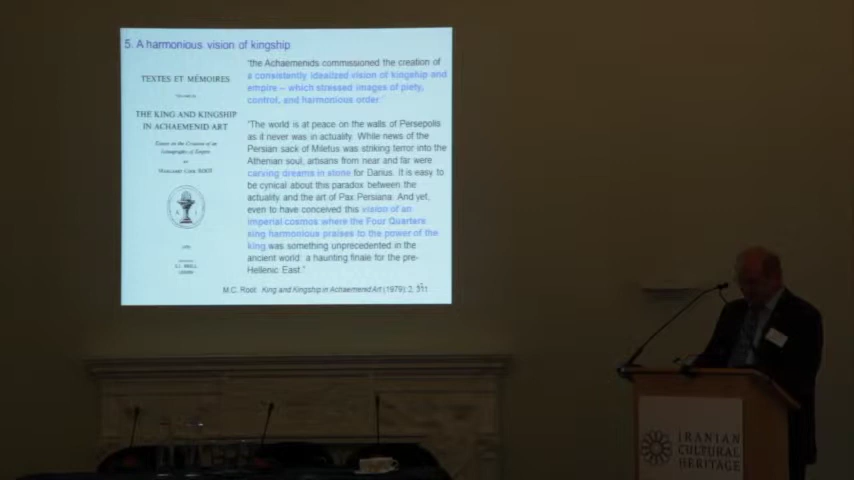 5. A harmonious vision of kingship
TEXTES ET MÉMOIRES
THE KING AND KINGSHIP
IN ACHAEMENID ART
MARGARET COOL ROOT
"the Achaemenids commissioned the creation of
a consistently idealized vision of kingship and
empire – which stressed images of piety,
control, and harmonious order."
"The world is at peace on the walls of Persepolis
as it never was in actuality. While news of the
Persian sack of Miletus was striking terror into the
Athenian soul, artisans from near and far were
carving dreams in stone for Darius. It is easy to
be cynical about this paradox between the
actuality and the art of Pax Persiana. And yet,
even to have conceived this vision of an
imperial cosmos where the Four Quarters
sing harmonious praises to the power of the
king was something unprecedented in the
ancient world: a haunting finale for the pre-
Hellenic East."
M.C. Root: King and Kingship in Achaemenid Art (1979) 2, 311
IRANIAN
CULTURAL
HERITAGE